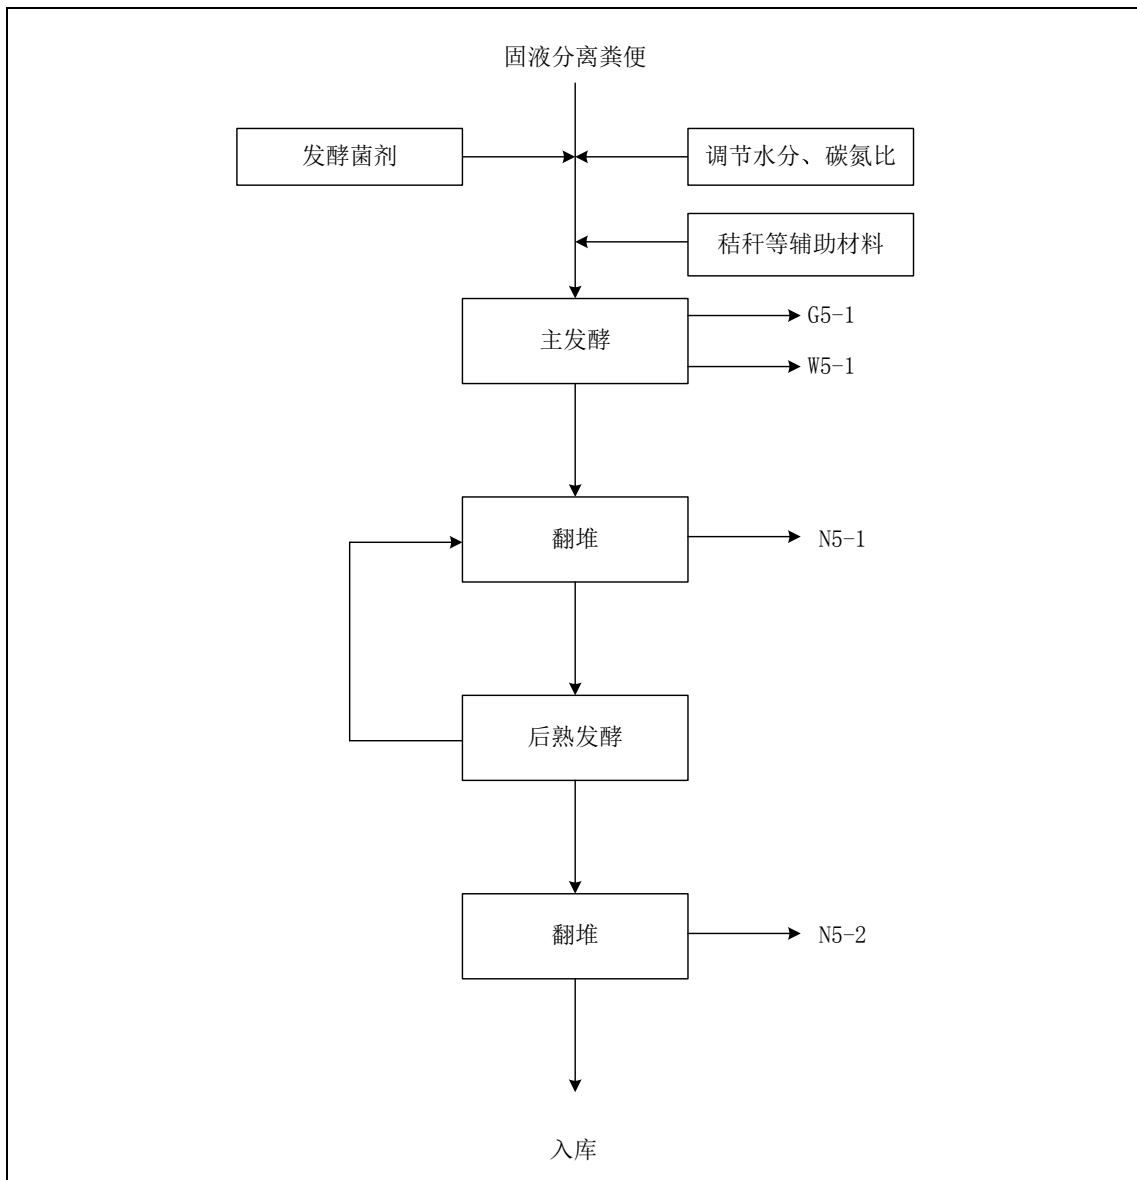 固液分离粪便
发酵菌剂
调节水分、碳氮比
秸秆等辅助材料
主发酵
G5-1
W5-1
翻堆
N5-1
后熟发酵
翻堆
N5-2
入库